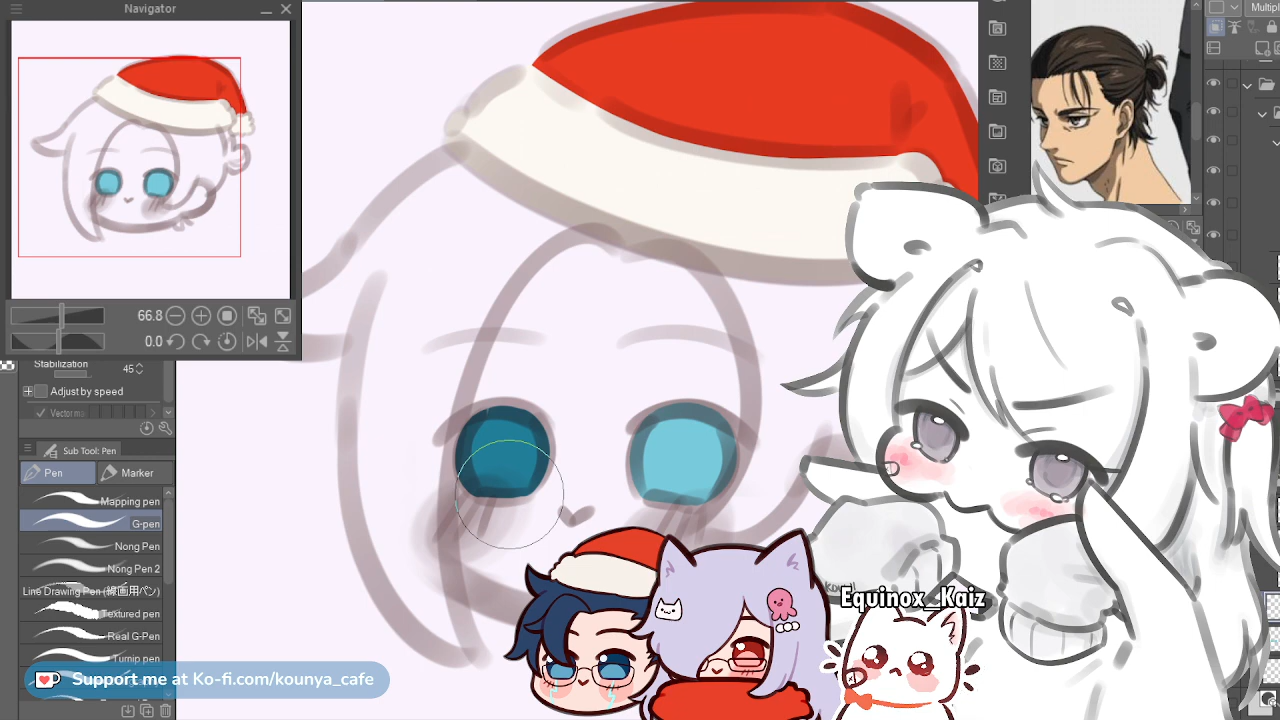 Navigator
66.8
0.0
Multipl
Stabilization
45
Adjust by speed
Sub Tool: Pen
Pen
Marker
Mapping pen
G-pen
Nong Pen
Nong Pen 2
Line Drawing Pen (線画用ペン)
Textured pen
Real G-Pen
Turnip pen
Support me at Ko-fi.com/kounya_cafe
Equinox_Kaiz